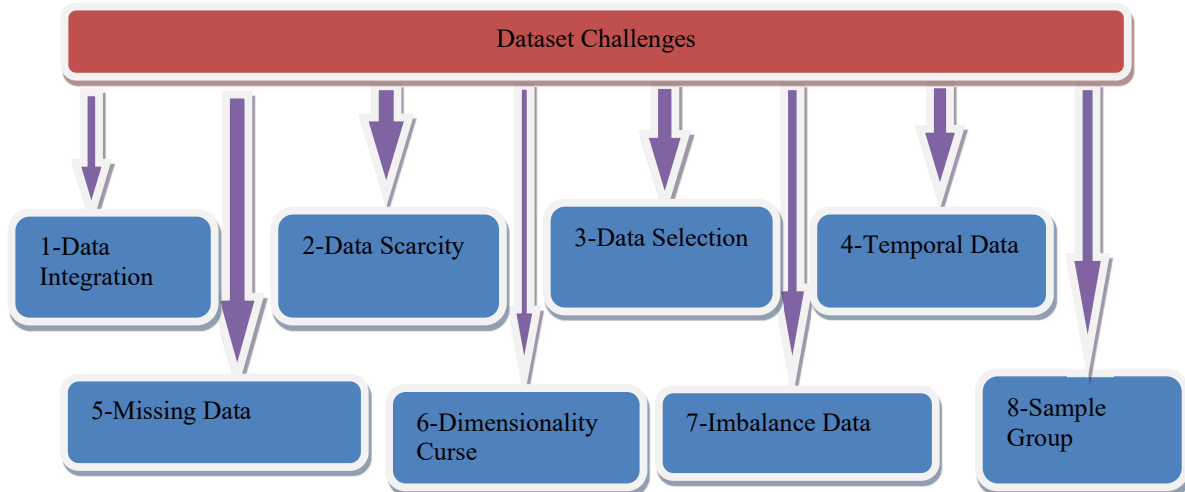 Dataset Challenges
1-Data
Integration
2-Data Scarcity
3-Data Selection
4-Temporal Data
5-Missing Data
6-Dimensionality
Curse
7-Imbalance Data
8-Sample
Group